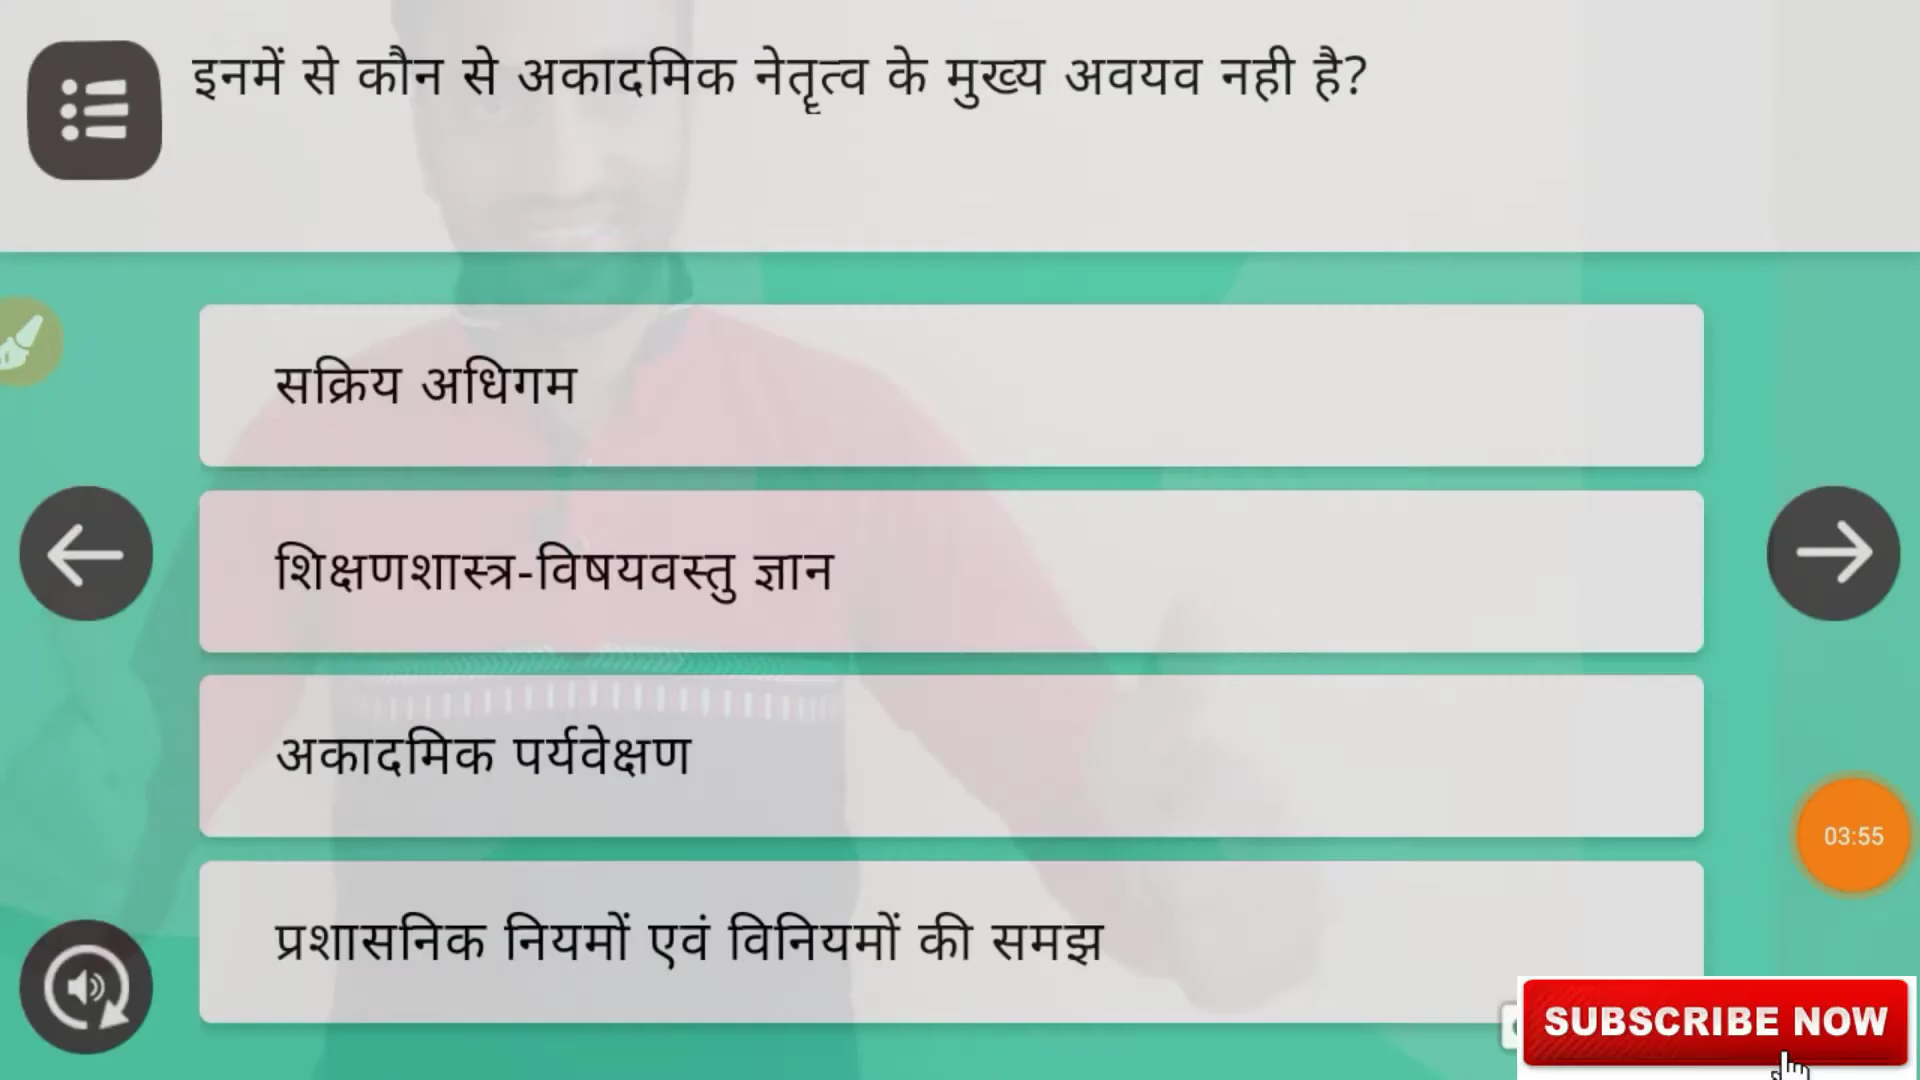 इनमें से कौन से अकादमिक नेतृत्व के मुख्य अवयव नही है?
सक्रिय अधिगम
शिक्षणशास्त्र-विषयवस्तु ज्ञान
अकादमिक पर्यवेक्षण
03:55
प्रशासनिक नियमों एवं विनियमों की समझ
SUBSCRIBE NOW